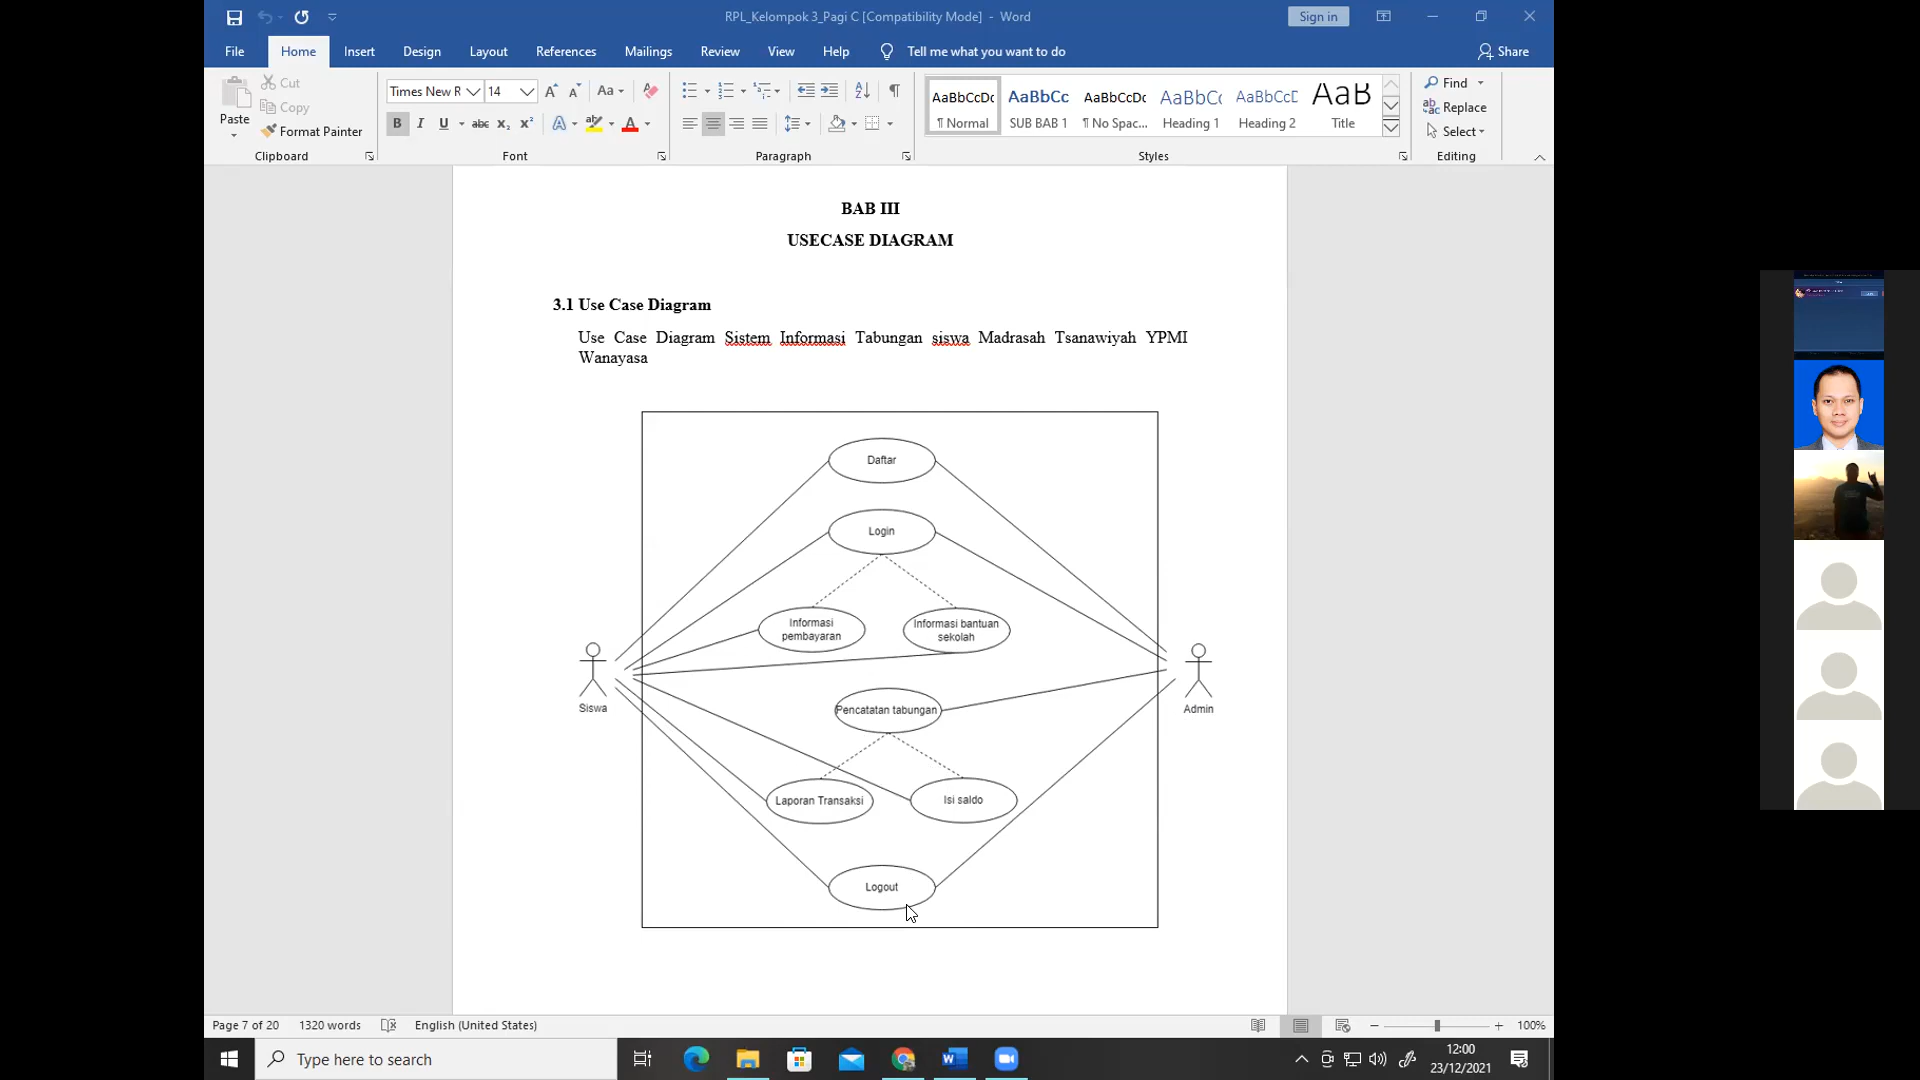 RPL_Kelompok 3_Pagi C [Compatibility Mode] - Word
Sign in
File Home Insert Design Layout References Mailings Review View Help Tell me what you want to do Share
Paste
Cut
Copy
Format Painter
Clipboard
Times New R 14
Aa
B I U abc x₂ x² A A
Font
Paragraph
AaBbCcDc AaBbCc AaBbCcDc AaBbCc AaBbCcD AaB
¶ Normal SUB BAB 1 ¶ No Spac... Heading 1 Heading 2 Title
Styles
Find
Replace
Select
Editing
BAB III
USECASE DIAGRAM
3.1 Use Case Diagram
Use Case Diagram Sistem Informasi Tabungan siswa Madrasah Tsanawiyah YPMI
Wanayasa
Daftar
Login
Informasi
pembayaran
Informasi bantuan
sekolah
Siswa
Pencatatan tabungan
Admin
Laporan Transaksi
Isi saldo
Logout
Page 7 of 20 1320 words English (United States) 100%
Type here to search
12:00
23/12/2021